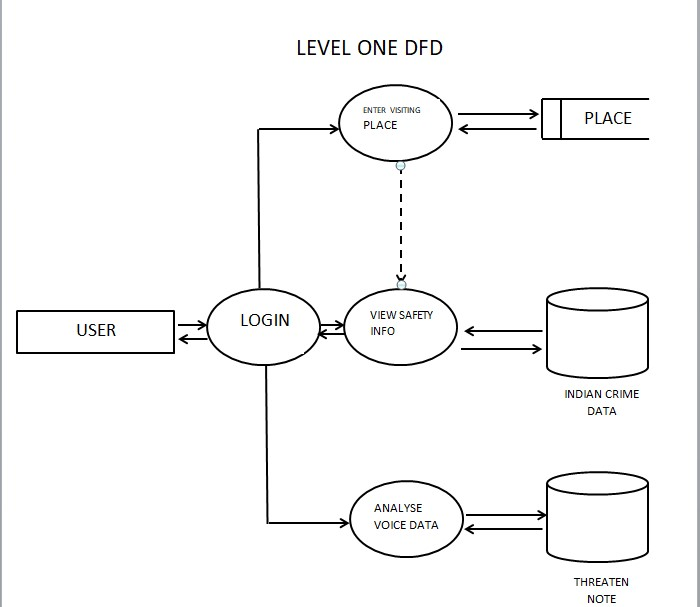 LEVEL ONE DFD
ENTER VISITING
PLACE
PLACE
USER
LOGIN
VIEW SAFETY
INFO
INDIAN CRIME
DATA
ANALYSE
VOICE DATA
THREATEN
NOTE